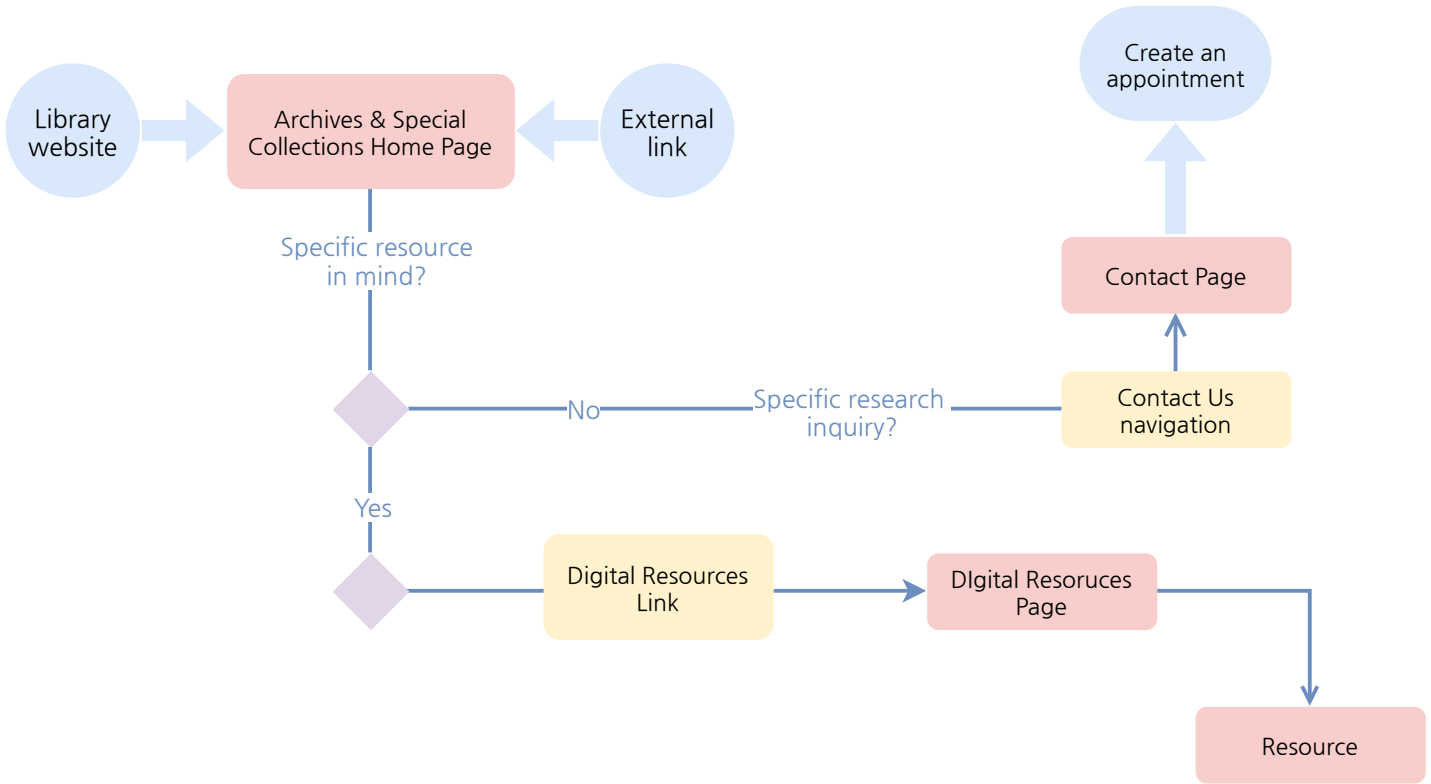 Create an
appointment
Library
website
Archives & Special
Collections Home Page
External
link
Specific resource
in mind?
Contact Page
No
Specific research
inquiry?
Contact Us
navigation
Yes
Digital Resources
Link
DIgital Resoruces
Page
Resource